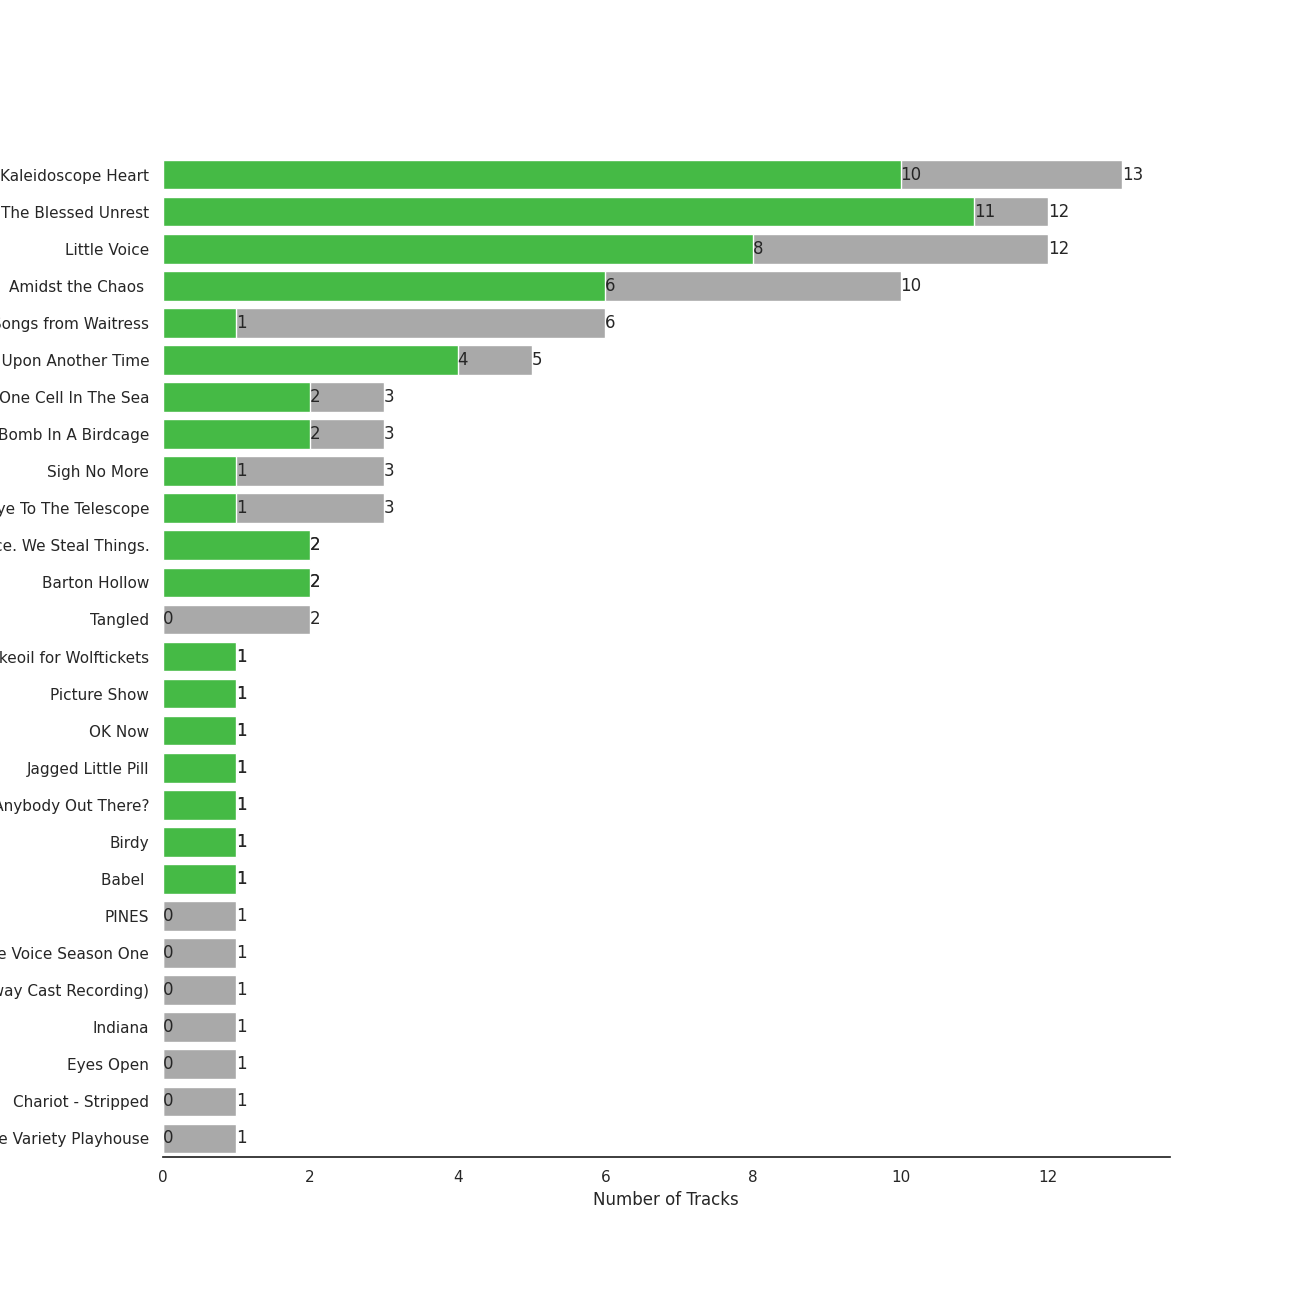 Kaleidoscope Heart 10 13
The Blessed Unrest 11 12
Little Voice 8 12
Amidst the Chaos 6 10
Songs from Waitress 1 6
Upon Another Time 4 5
One Cell In The Sea 2 3
Bomb In A Birdcage 2 3
Sigh No More 1 3
To The Telescope 1 3
We Steal Things. 2
Barton Hollow 2
Tangled 0 2
for Wolftickets 1
Picture Show 1
OK Now 1
Jagged Little Pill 1
Anybody Out There? 1
Birdy 1
Babel 1
PINES 0 1
Voice Season One 0 1
Cast Recording) 0 1
Indiana 0 1
Eyes Open 0 1
Chariot - Stripped 0 1
Variety Playhouse 0 1
0 2 4 6 8 10 12
Number of Tracks